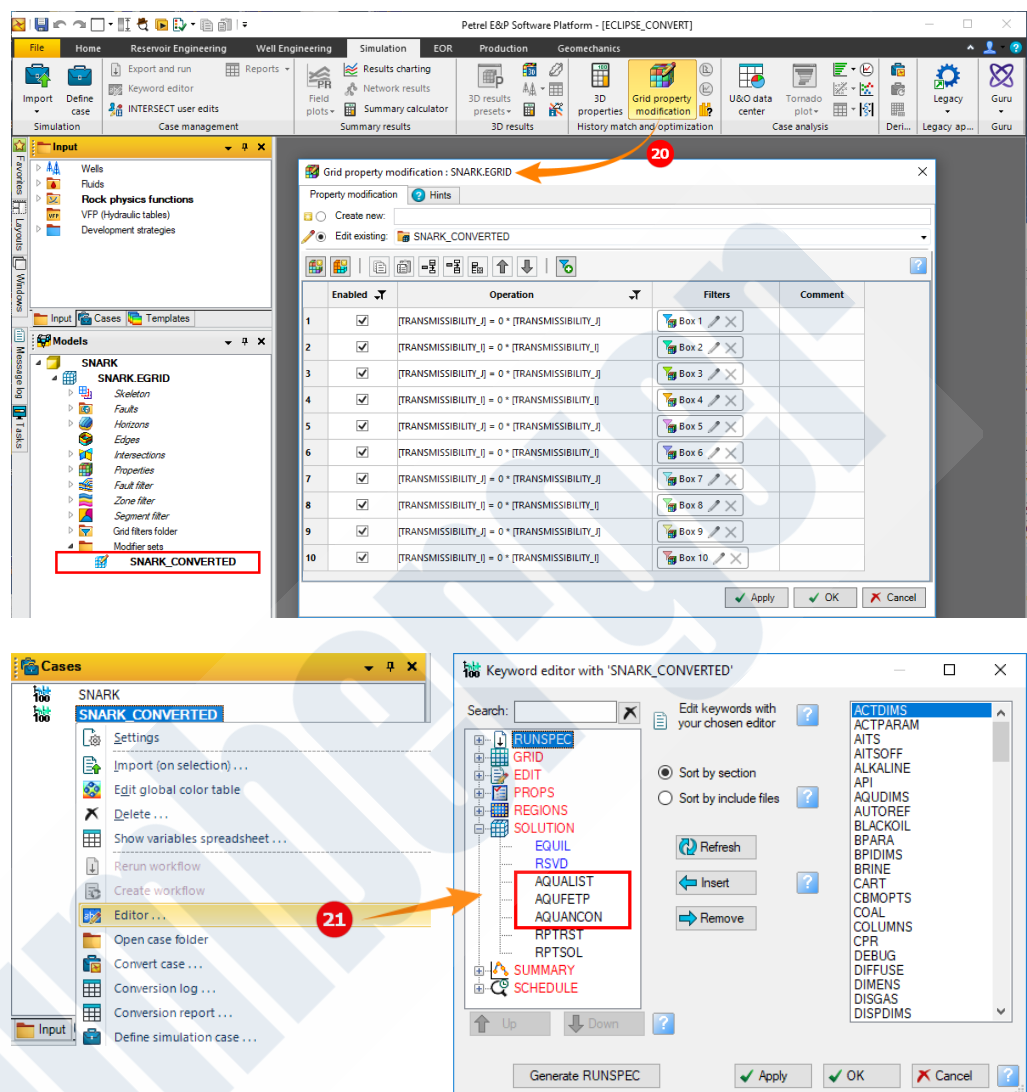 Petrel E&P Software Platform - [ECLIPSE_CONVERT]
File Home Reservoir Engineering Well Engineering Simulation EOR Production Geomechanics
Import
Define case
Simulation
Export and run
Keyword editor
INTERSECT user edits
Reports
Case management
Field plots
Results charting
Network results
Summary calculator
Summary results
3D results presets
3D results
3D properties
Grid property modification
History match and optimization
U&O data center
Tornado plot
Case analysis
Deri...
Legacy
Legacy ap...
Guru
Guru
20
Favorites
Layouts
Windows
Message log
Tasks
Input
Wells
Fluids
Rock physics functions
VFP (Hydraulic tables)
Development strategies
Input Cases Templates
Models
SNARK
SNARK.EGRID
Skeleton
Faults
Horizons
Edges
Intersections
Properties
Fault filter
Zone filter
Segment filter
Grid filters folder
Modifier sets
SNARK_CONVERTED
Grid property modification : SNARK.EGRID
Property modification Hints
Create new:
Edit existing: SNARK_CONVERTED
Enabled Operation Filters Comment
1 [TRANSMISSIBILITY_J] = 0 * [TRANSMISSIBILITY_J] Box 1
2 [TRANSMISSIBILITY_I] = 0 * [TRANSMISSIBILITY_I] Box 2
3 [TRANSMISSIBILITY_J] = 0 * [TRANSMISSIBILITY_J] Box 3
4 [TRANSMISSIBILITY_I] = 0 * [TRANSMISSIBILITY_I] Box 4
5 [TRANSMISSIBILITY_J] = 0 * [TRANSMISSIBILITY_J] Box 5
6 [TRANSMISSIBILITY_I] = 0 * [TRANSMISSIBILITY_I] Box 6
7 [TRANSMISSIBILITY_J] = 0 * [TRANSMISSIBILITY_J] Box 7
8 [TRANSMISSIBILITY_I] = 0 * [TRANSMISSIBILITY_I] Box 8
9 [TRANSMISSIBILITY_J] = 0 * [TRANSMISSIBILITY_J] Box 9
10 [TRANSMISSIBILITY_I] = 0 * [TRANSMISSIBILITY_I] Box 10
Apply OK Cancel
Cases
SNARK
SNARK_CONVERTED
Settings
Import (on selection) ...
Edit global color table
Delete ...
Show variables spreadsheet ...
Rerun workflow
Create workflow
Editor ...
21
Open case folder
Convert case ...
Conversion log ...
Conversion report ...
Define simulation case ...
Input
Keyword editor with 'SNARK_CONVERTED'
Search:
RUNSPEC
GRID
EDIT
PROPS
REGIONS
SOLUTION
EQUIL
RSVD
AQUALIST
AQUFETP
AQUANCON
RPTRST
RPTSOL
SUMMARY
SCHEDULE
Up Down
Edit keywords with
your chosen editor
Sort by section
Sort by include files
Refresh
Insert
Remove
ACTDIMS
ACTPARAM
AITS
AITSOFF
ALKALINE
API
AQUDIMS
AUTOREF
BLACKOIL
BPARA
BPIDIMS
BRINE
CART
CBMOPTS
COAL
COLUMNS
CPR
DEBUG
DIFFUSE
DIMENS
DISGAS
DISPDIMS
Generate RUNSPEC Apply OK Cancel